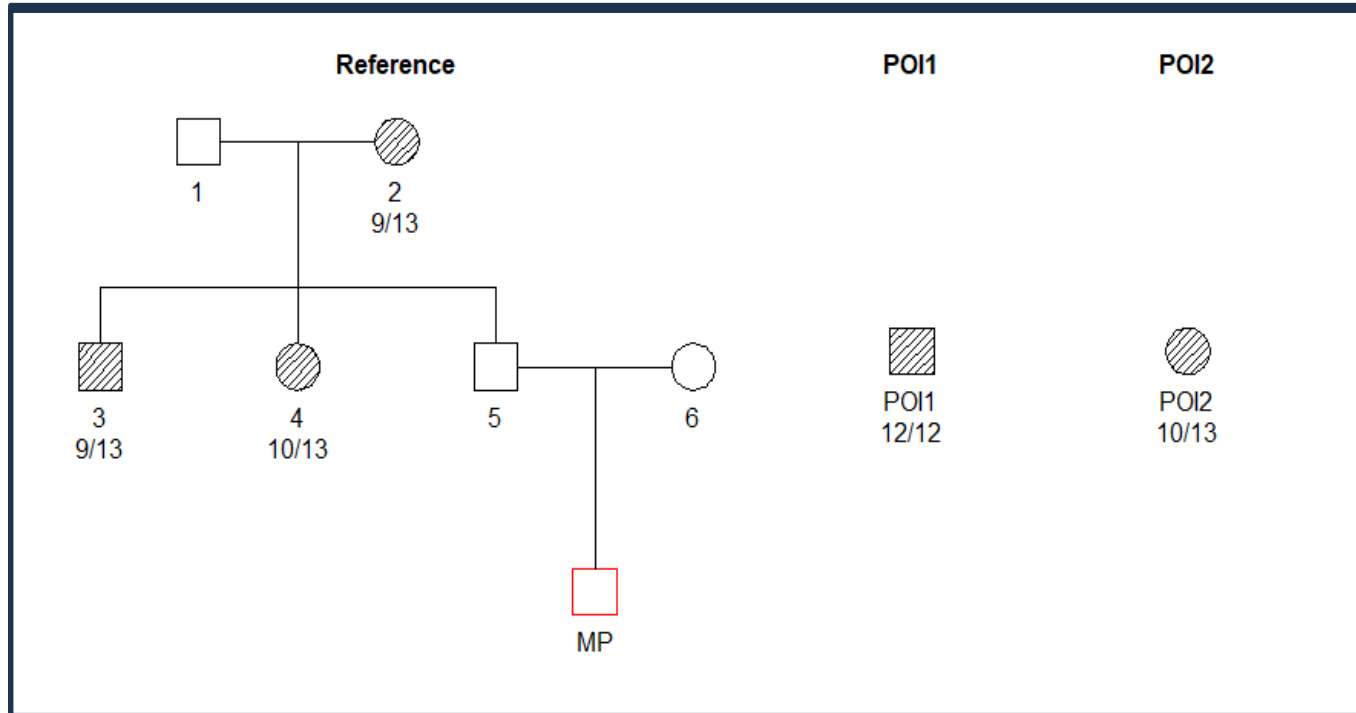 Reference POI1 POI2
1 2
9/13
3 4 5 6 POI1 POI2
9/13 10/13 12/12 10/13
MP